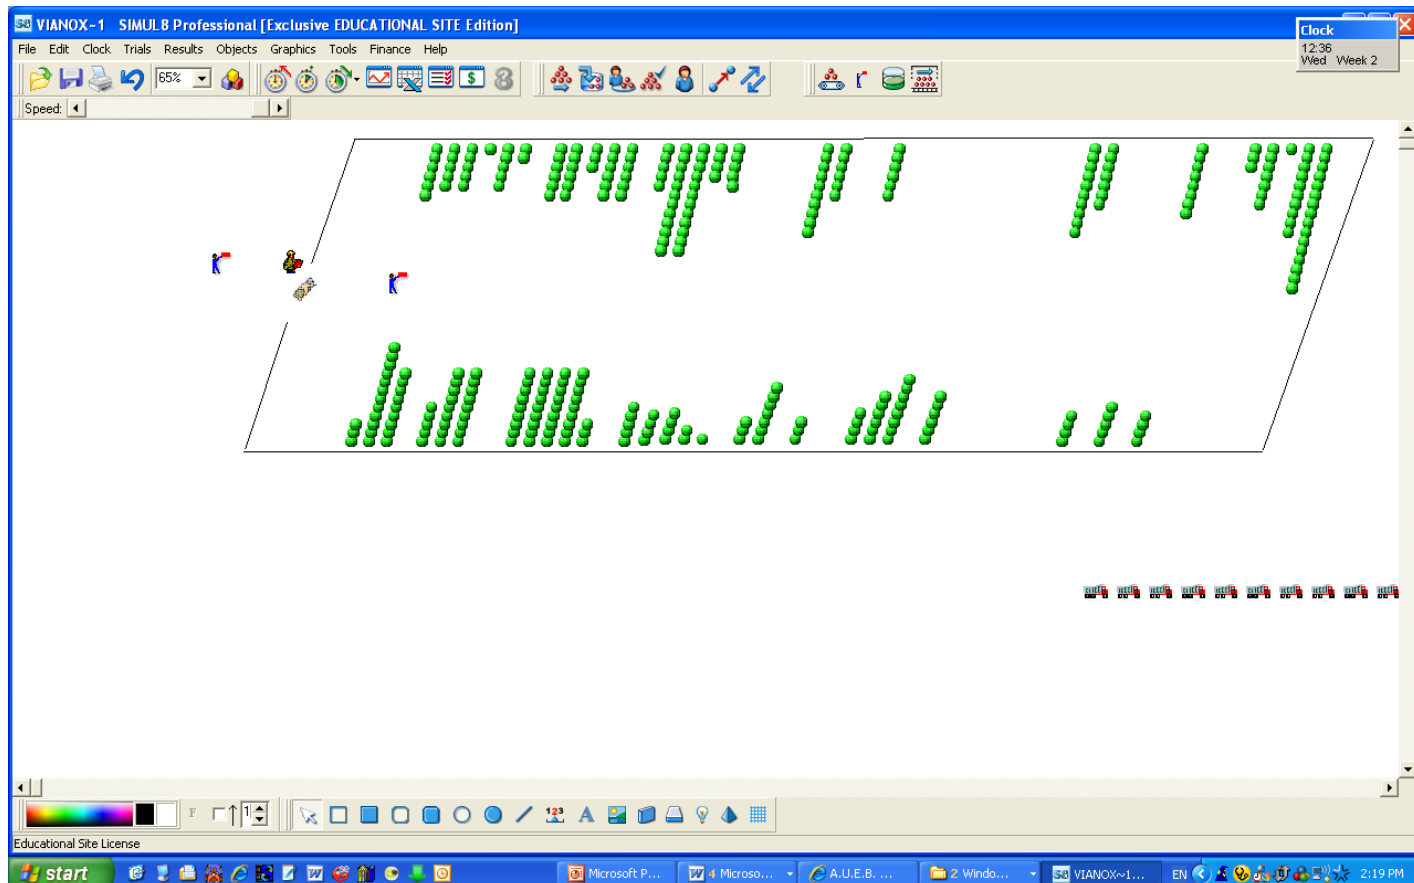 VIANOX~1 SIMUL8 Professional [Exclusive EDUCATIONAL SITE Edition]
Clock
12:36
Wed Week 2
File Edit Clock Trials Results Objects Graphics Tools Finance Help
65%
Speed:
F 1 123 A
Educational Site License
start Microsoft P... 4 Microso... A.U.E.B. ... 2 Windo... VIANOX~1... EN 2:19 PM